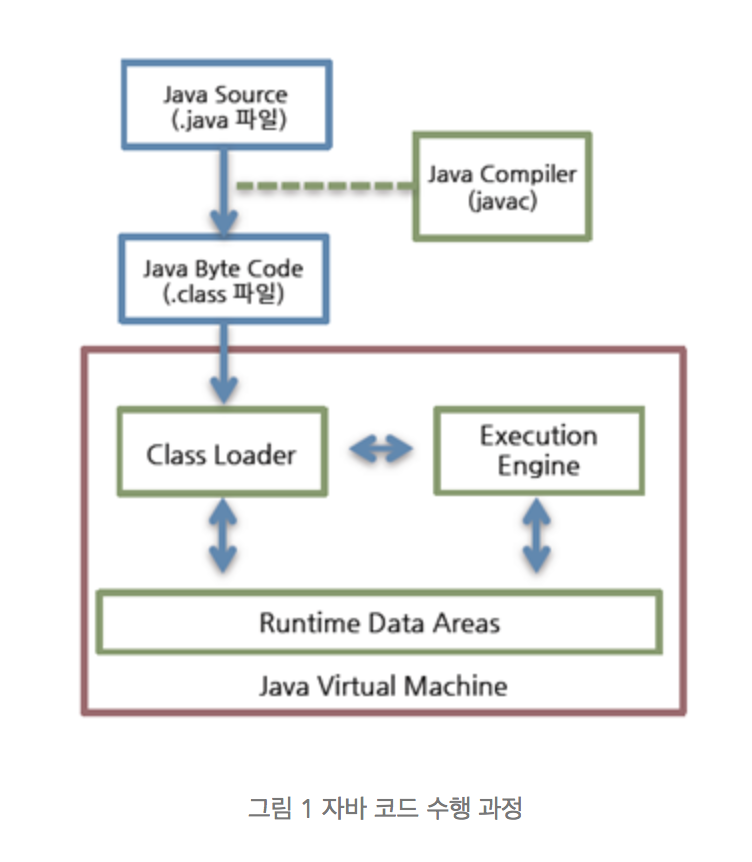 Java Source
(.java 파일)
Java Compiler
(javac)
Java Byte Code
(.class 파일)
Class Loader
Execution
Engine
Runtime Data Areas
Java Virtual Machine
그림 1 자바 코드 수행 과정